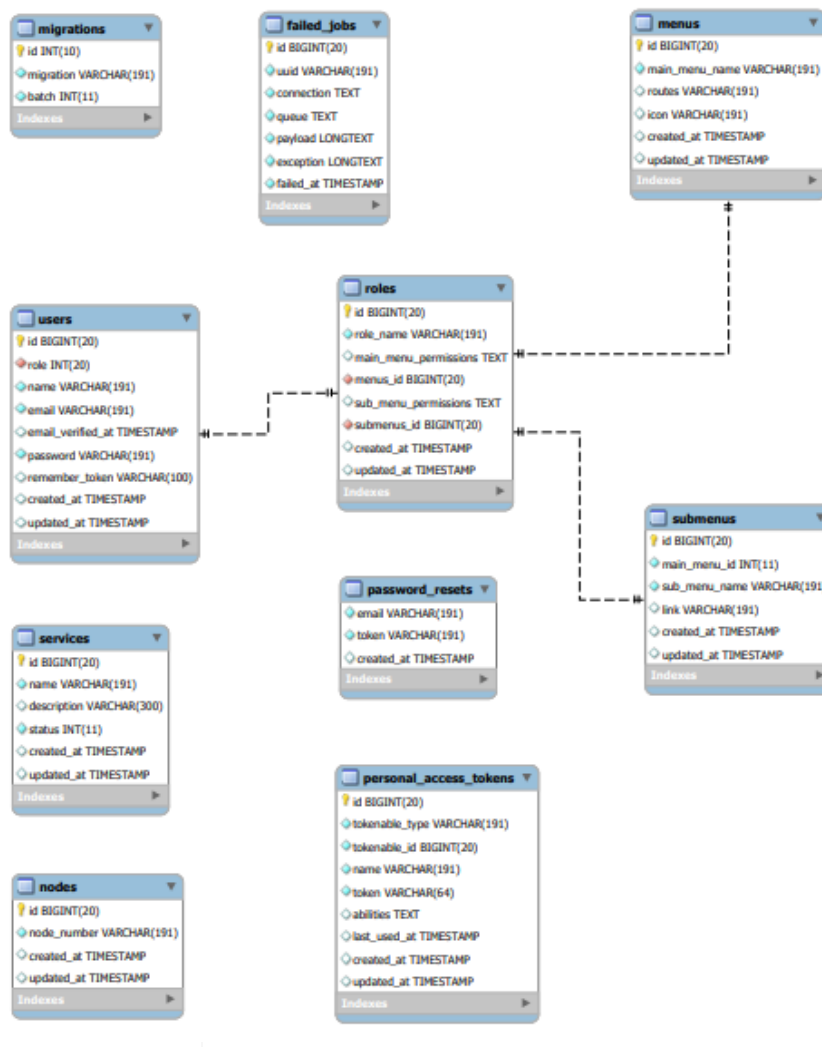 migrations
id INT(10)
migration VARCHAR(191)
batch INT(11)
Indexes
failed_jobs
id BIGINT(20)
uuid VARCHAR(191)
connection TEXT
queue TEXT
payload LONGTEXT
exception LONGTEXT
failed_at TIMESTAMP
Indexes
menus
id BIGINT(20)
main_menu_name VARCHAR(191)
routes VARCHAR(191)
icon VARCHAR(191)
created_at TIMESTAMP
updated_at TIMESTAMP
Indexes
users
id BIGINT(20)
role INT(20)
name VARCHAR(191)
email VARCHAR(191)
email_verified_at TIMESTAMP
password VARCHAR(191)
remember_token VARCHAR(100)
created_at TIMESTAMP
updated_at TIMESTAMP
Indexes
roles
id BIGINT(20)
role_name VARCHAR(191)
main_menu_permissions TEXT
menus_id BIGINT(20)
sub_menu_permissions TEXT
submenus_id BIGINT(20)
created_at TIMESTAMP
updated_at TIMESTAMP
Indexes
submenus
id BIGINT(20)
main_menu_id INT(11)
sub_menu_name VARCHAR(191
link VARCHAR(191)
created_at TIMESTAMP
updated_at TIMESTAMP
Indexes
password_resets
email VARCHAR(191)
token VARCHAR(191)
created_at TIMESTAMP
Indexes
services
id BIGINT(20)
name VARCHAR(191)
description VARCHAR(300)
status INT(11)
created_at TIMESTAMP
updated_at TIMESTAMP
Indexes
personal_access_tokens
id BIGINT(20)
tokenable_type VARCHAR(191)
tokenable_id BIGINT(20)
name VARCHAR(191)
token VARCHAR(64)
abilities TEXT
last_used_at TIMESTAMP
created_at TIMESTAMP
updated_at TIMESTAMP
Indexes
nodes
id BIGINT(20)
node_number VARCHAR(191)
created_at TIMESTAMP
updated_at TIMESTAMP
Indexes